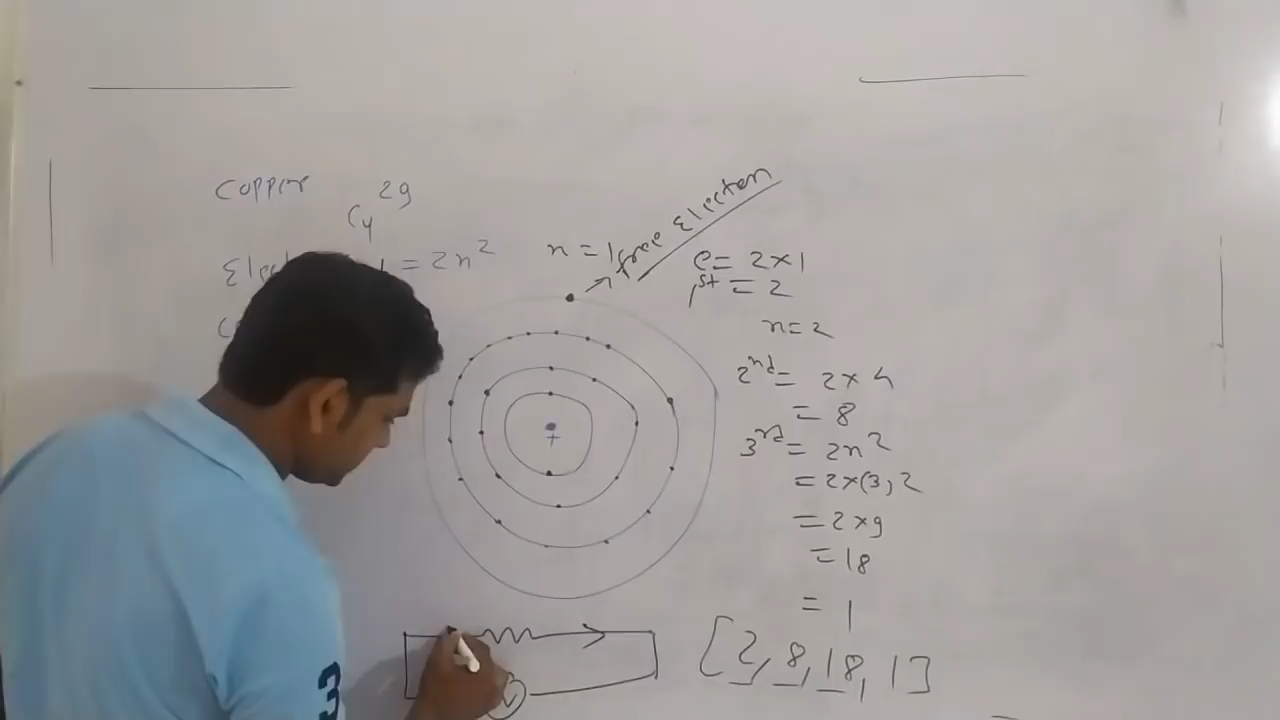 Copper
Cu 29
= 2n²
n = 1
free Electron
e = 2×1
1st = 2
n = 2
2nd = 2×4
= 8
3rd = 2n²
= 2×(3)2
= 2×9
= 18
= 1
[2, 8, 18, 1]
+
V
3